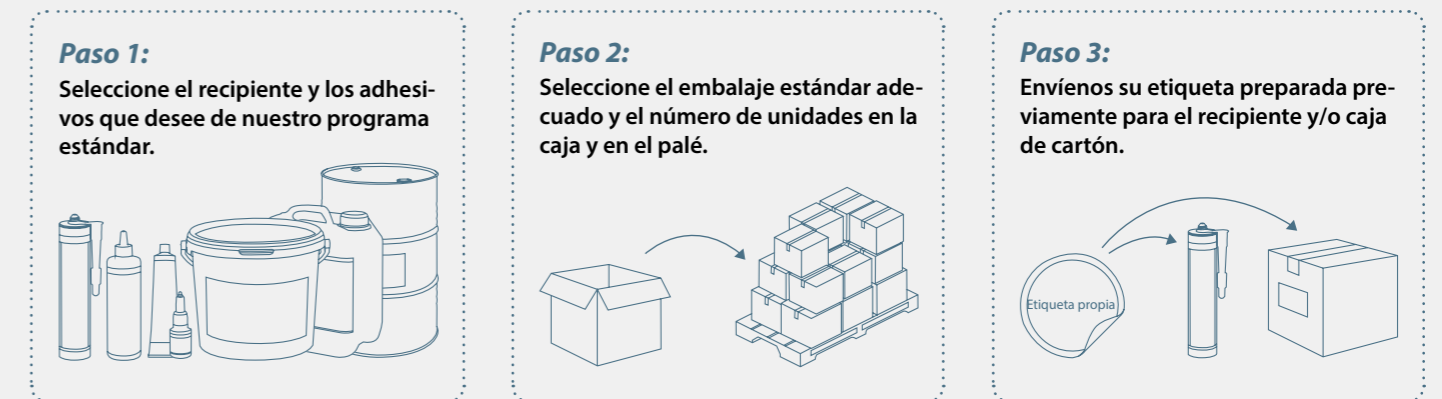 Paso 1:
Seleccione el recipiente y los adhesi-
vos que desee de nuestro programa
estándar.
Paso 2:
Seleccione el embalaje estándar ade-
cuado y el número de unidades en la
caja y en el palé.
Paso 3:
Envíenos su etiqueta preparada pre-
viamente para el recipiente y/o caja
de cartón.
Etiqueta propia